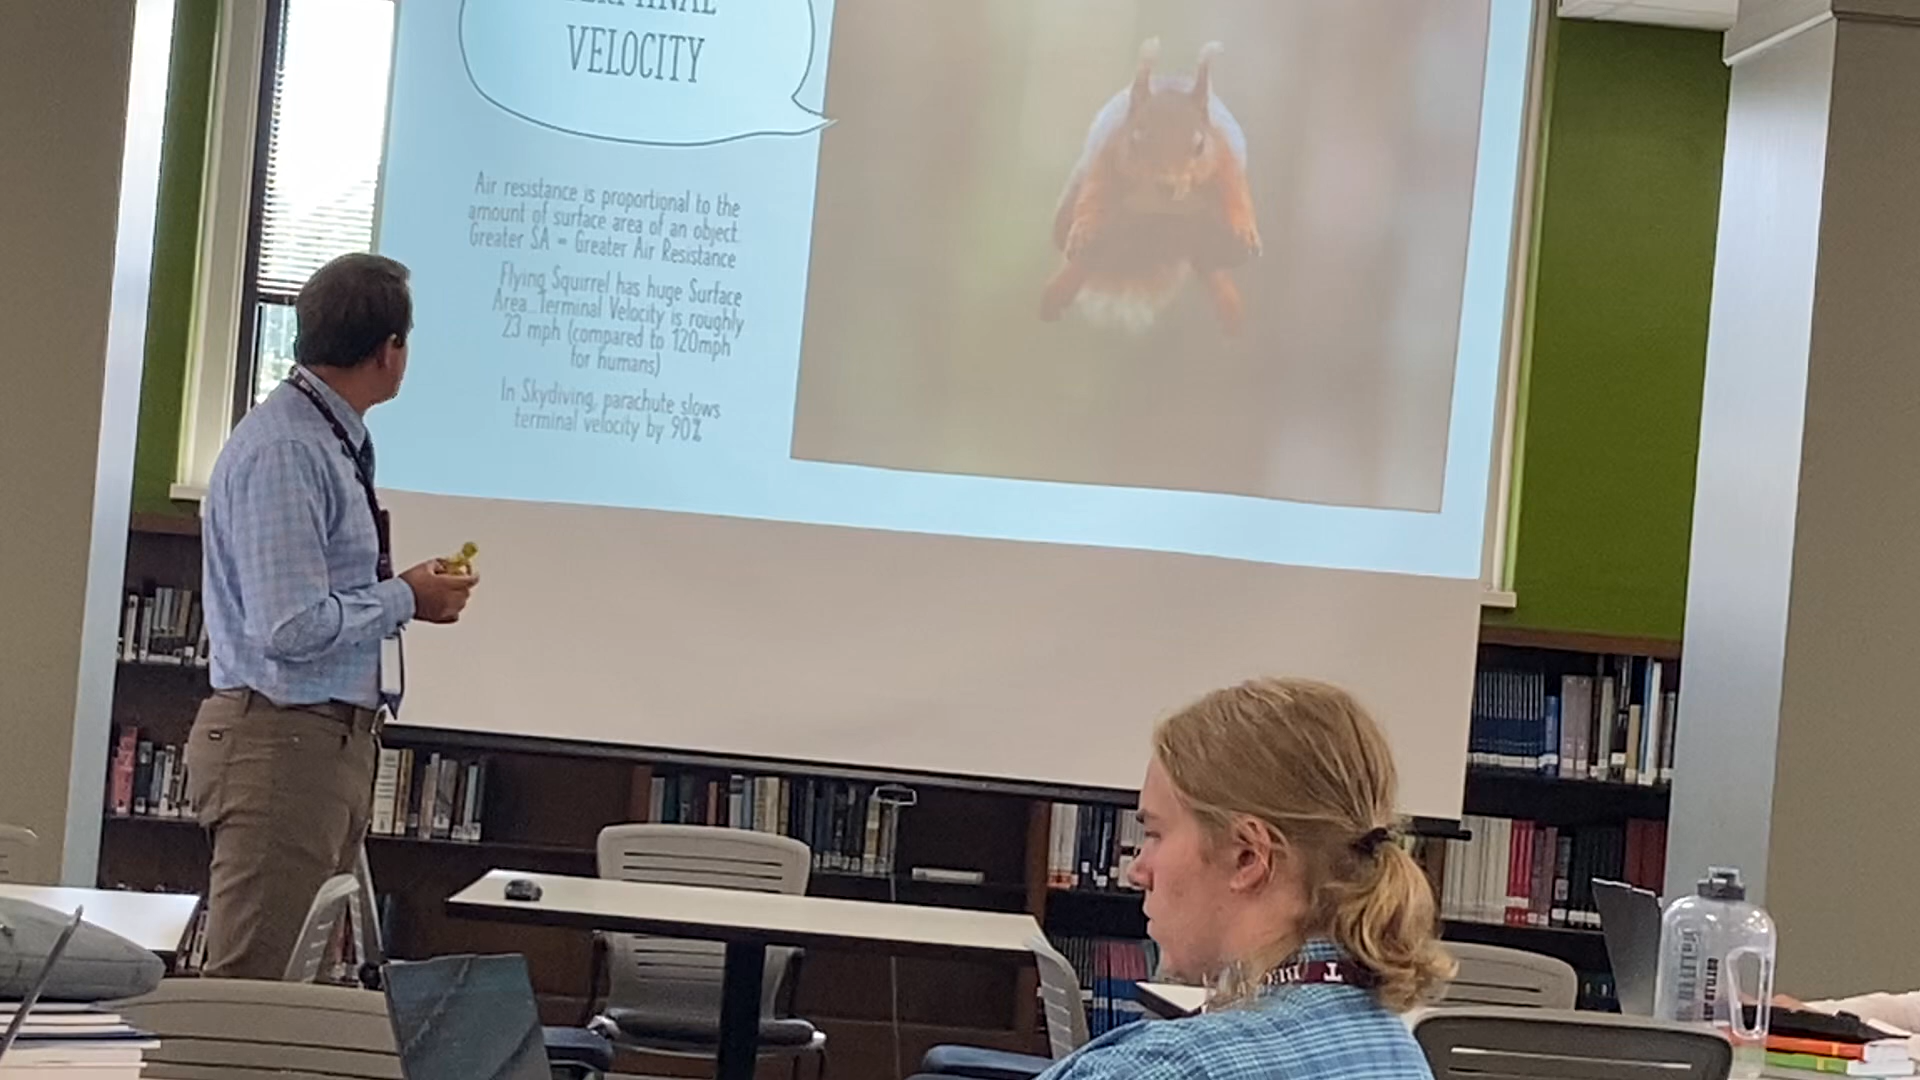 VELOCITY
Air resistance is proportional to the
amount of surface area of an object.
Greater SA = Greater Air Resistance
Flying Squirrel has huge Surface
Area...Terminal Velocity is roughly
23 mph (compared to 120mph
for humans)
In Skydiving, parachute slows
terminal velocity by 90%